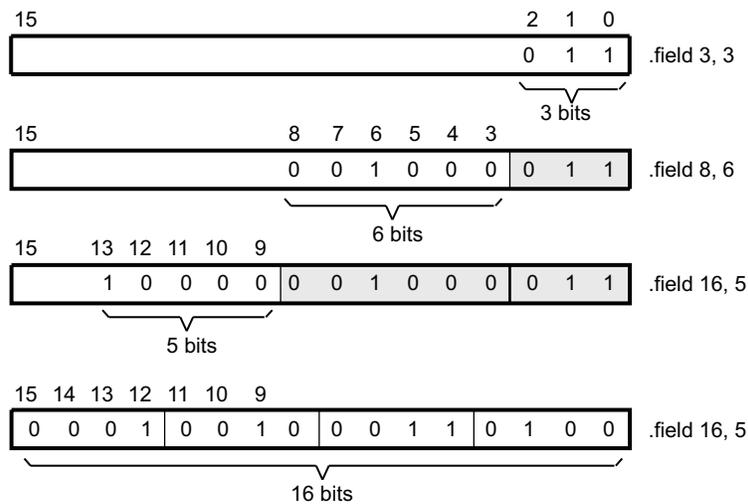 15 2 1 0
0 1 1 .field 3, 3
3 bits
15 8 7 6 5 4 3
0 0 1 0 0 0 0 1 1 .field 8, 6
6 bits
15 13 12 11 10 9
1 0 0 0 0 0 0 1 0 0 0 0 1 1 .field 16, 5
5 bits
15 14 13 12 11 10 9
0 0 0 1 0 0 1 0 0 0 1 1 0 1 0 0 .field 16, 5
16 bits